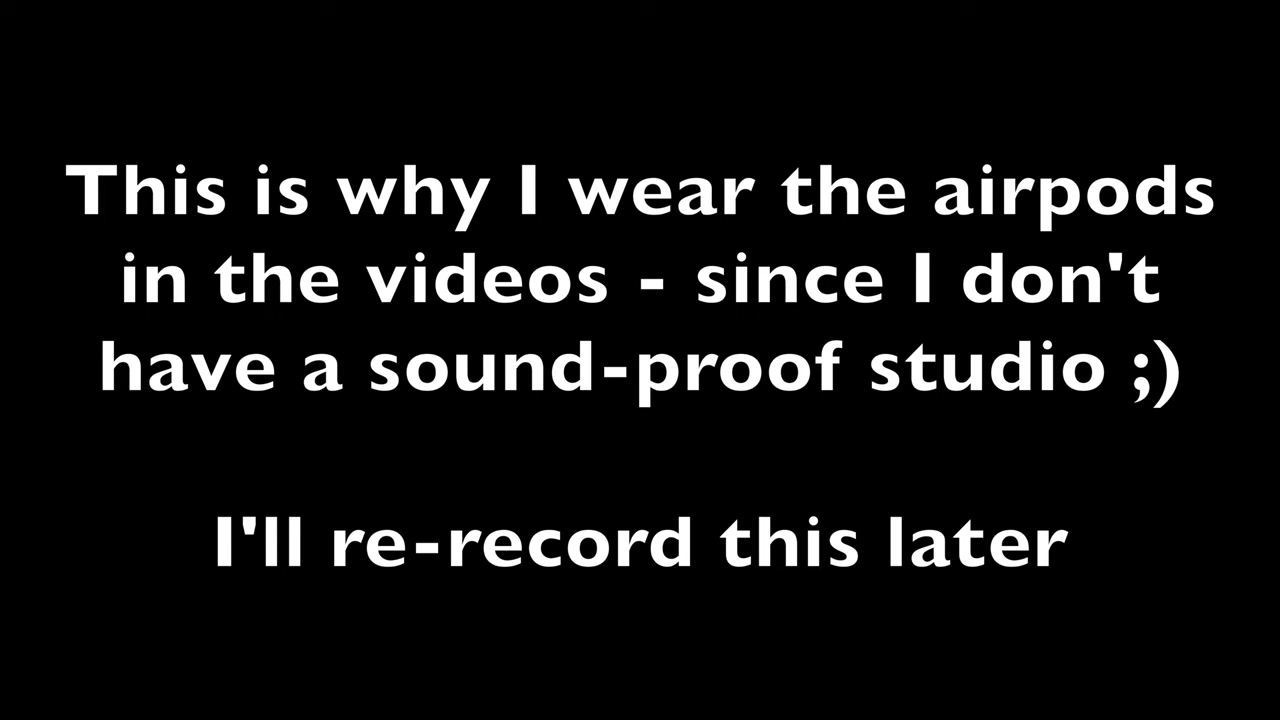 This is why I wear the airpods
in the videos - since I don't
have a sound-proof studio ;)
I'll re-record this later